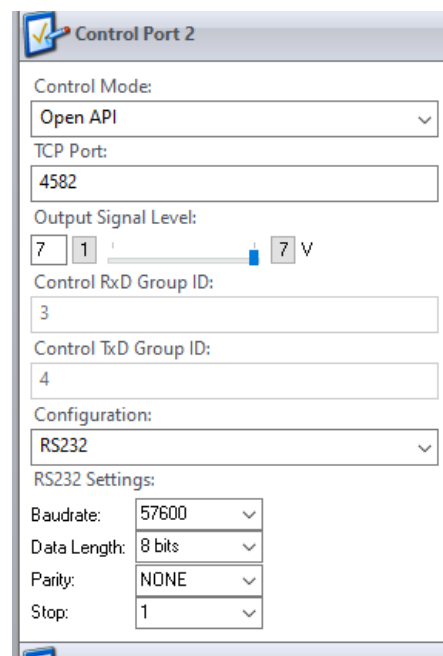 Control Port 2
Control Mode:
Open API
TCP Port:
4582
Output Signal Level:
7 1 7 V
Control RxD Group ID:
3
Control TxD Group ID:
4
Configuration:
RS232
RS232 Settings:
Baudrate: 57600
Data Length: 8 bits
Parity: NONE
Stop: 1